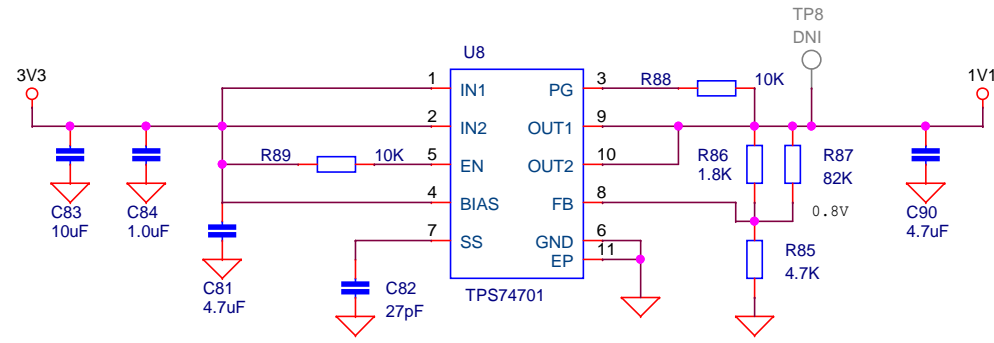 TP8
DNI
U8
3V3
1
IN1
PG
3
R88
10K
1V1
2
IN2
OUT1
9
R89
10K
5
EN
OUT2
10
R86
1.8K
R87
82K
4
BIAS
FB
8
0.8V
C83
10uF
C84
1.0uF
C90
4.7uF
7
SS
GND
6
EP
11
R85
4.7K
C81
4.7uF
C82
27pF
TPS74701